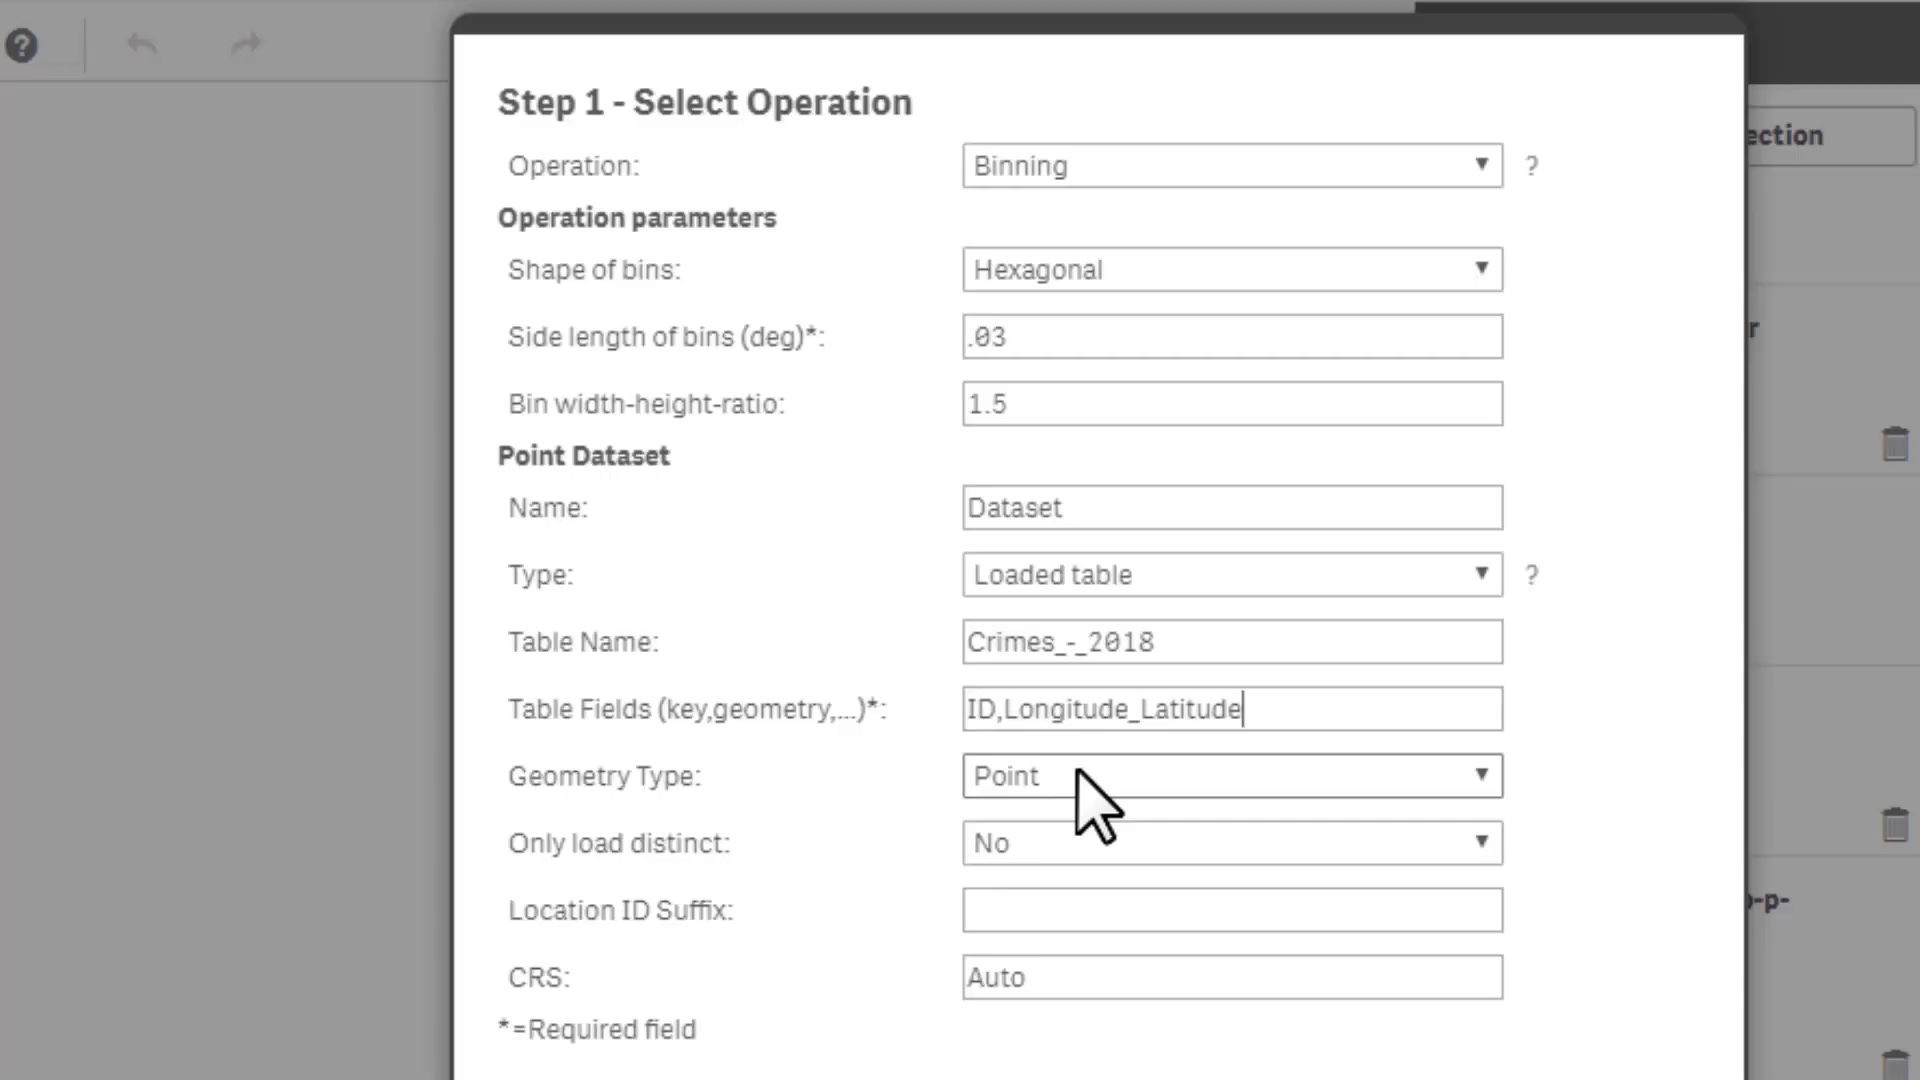 ?
Step 1 - Select Operation
ection
Operation: Binning ?
Operation parameters
Shape of bins: Hexagonal
r
Side length of bins (deg)*: .03
Bin width-height-ratio: 1.5
Point Dataset
Name: Dataset
Type: Loaded table ?
Table Name: Crimes_-_2018
Table Fields (key,geometry,...)*: ID,Longitude_Latitude
Geometry Type: Point
Only load distinct: No
Location ID Suffix:
-p-
CRS: Auto
*=Required field